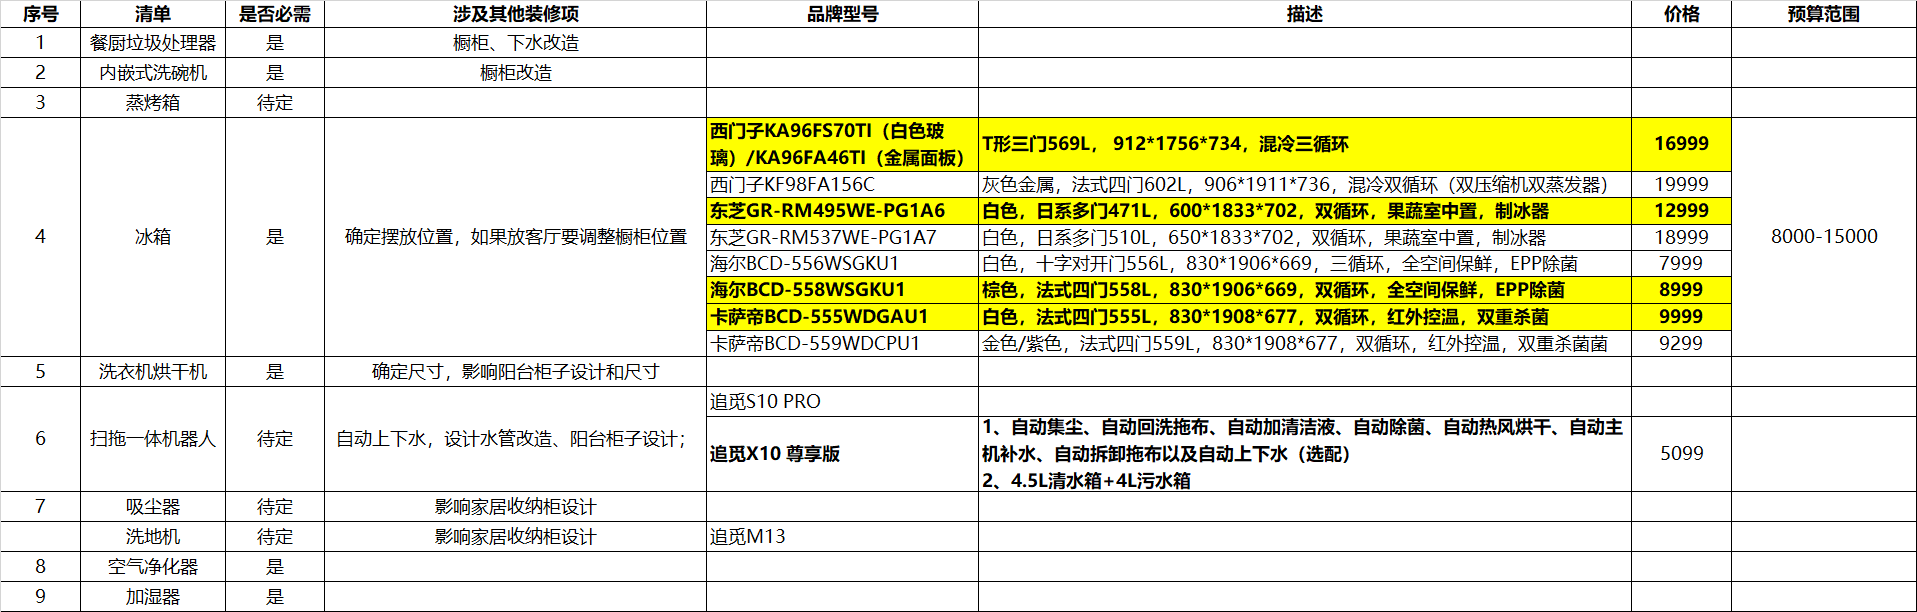 序号 清单 是否必需 涉及其他装修项 品牌型号 描述 价格 预算范围
1 餐厨垃圾处理器 是 橱柜、下水改造
2 内嵌式洗碗机 是 橱柜改造
3 蒸烤箱 待定
4 冰箱 是 确定摆放位置，如果放客厅要调整橱柜位置
西门子KA96FS70TI（白色玻
璃）/KA96FA46TI（金属面板） T形三门569L， 912*1756*734，混冷三循环 16999
西门子KF98FA156C 灰色金属，法式四门602L，906*1911*736，混冷双循环（双压缩机双蒸发器） 19999
东芝GR-RM495WE-PG1A6 白色，日系多门471L，600*1833*702，双循环，果蔬室中置，制冰器 12999
东芝GR-RM537WE-PG1A7 白色，日系多门510L，650*1833*702，双循环，果蔬室中置，制冰器 18999
海尔BCD-556WSGKU1 白色，十字对开门556L，830*1906*669，三循环，全空间保鲜，EPP除菌 7999
海尔BCD-558WSGKU1 棕色，法式四门558L，830*1906*669，双循环，全空间保鲜，EPP除菌 8999
卡萨帝BCD-555WDGAU1 白色，法式四门555L，830*1908*677，双循环，红外控温，双重杀菌 9999
卡萨帝BCD-559WDCPU1 金色/紫色，法式四门559L，830*1908*677，双循环，红外控温，双重杀菌菌 9299
8000-15000
5 洗衣机烘干机 是 确定尺寸，影响阳台柜子设计和尺寸
6 扫拖一体机器人 待定 自动上下水，设计水管改造、阳台柜子设计；
追觅S10 PRO
追觅X10 尊享版
1、自动集尘、自动回洗拖布、自动加清洁液、自动除菌、自动热风烘干、自动主
机补水、自动拆卸拖布以及自动上下水（选配）
2、4.5L清水箱+4L污水箱
5099
7 吸尘器 待定 影响家居收纳柜设计
洗地机 待定 影响家居收纳柜设计 追觅M13
8 空气净化器 是
9 加湿器 是